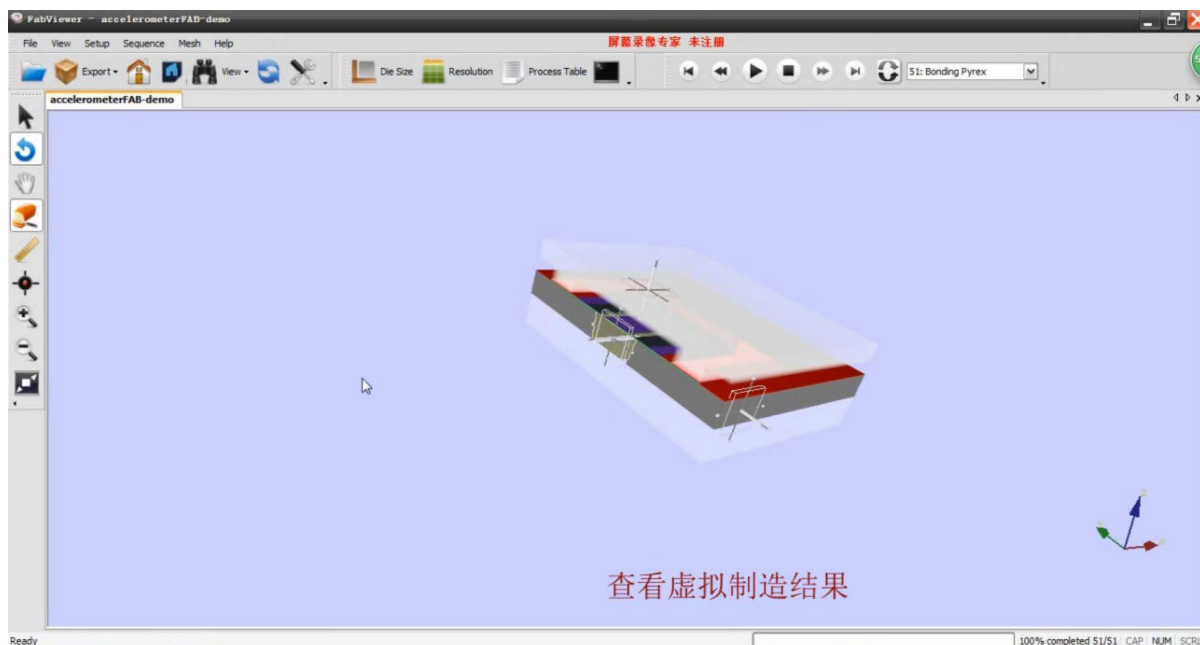 FabViewer - accelerometerFAB-demo
File View Setup Sequence Mesh Help
屏幕录像专家 未注册
Export View Die Size Resolution Process Table 51: Bonding Pyrex
accelerometerFAB-demo
查看虚拟制造结果
Ready 100% completed 51/51 CAP NUM SCRL